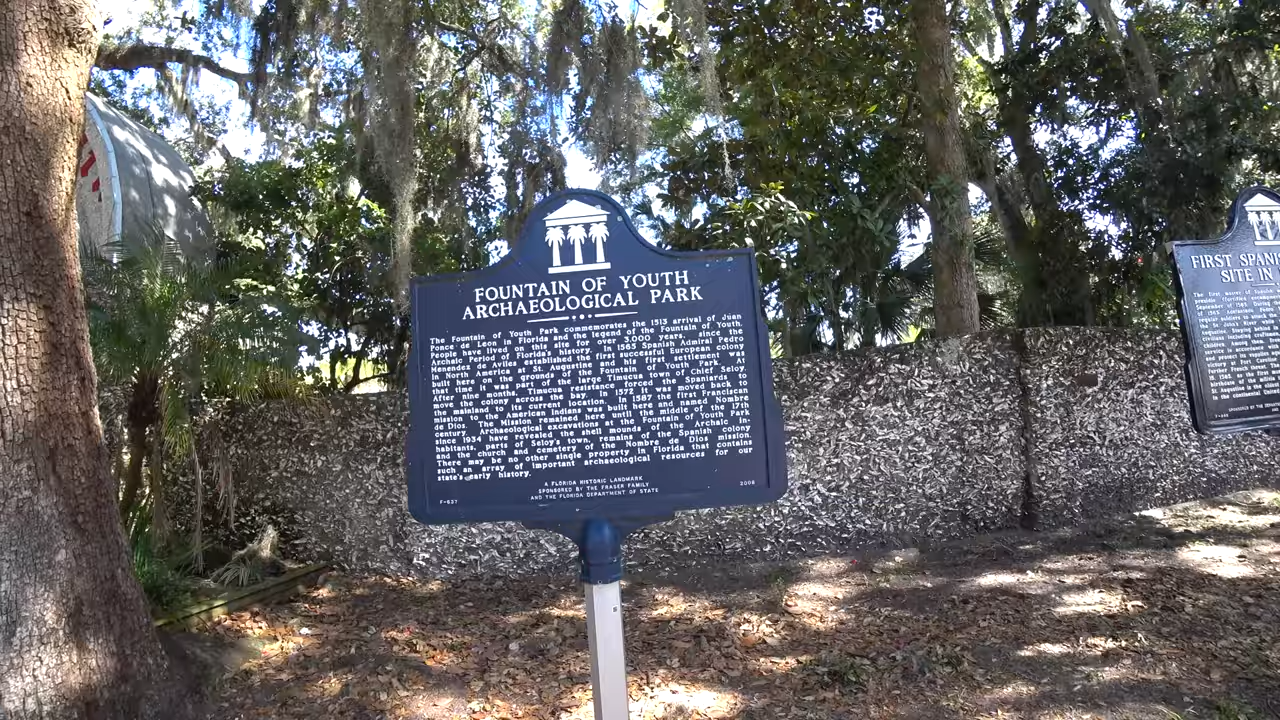 FOUNTAIN OF YOUTH
ARCHAEOLOGICAL PARK
The Fountain of Youth Park commemorates the 1513 arrival of Juan
Ponce de Leon in Florida and the legend of the Fountain of Youth.
People have lived on this site for over 3,000 years, since the
Archaic Period of Florida's history. In 1565 Spanish Admiral Pedro
Menendez de Aviles established the first successful European colony
in North America at St. Augustine and his first settlement was
built here on the grounds of the Fountain of Youth Park. At
that time it was part of the large Timucua town of Chief Seloy.
After nine months, Timucua resistance forced the Spaniards to
move the colony across the bay. In 1572 it was moved back to
the mainland to its current location. In 1587 the first Franciscan
mission to the American Indians was built here and named Nombre
de Dios. The Mission remained here until the middle of the 17th
century. Archaeological excavations at the Fountain of Youth Park
since 1934 have revealed the shell mounds of the Archaic in-
habitants, parts of Seloy's town, remains of the Spanish colony
and the church and cemetery of the Nombre de Dios mission.
There may be no other single property in Florida that contains
such an array of important archaeological resources for our
state's early history.
A FLORIDA HISTORIC LANDMARK
SPONSORED BY THE FRASER FAMILY
AND THE FLORIDA DEPARTMENT OF STATE
F-637
2008
FIRST SPANI
SITE IN